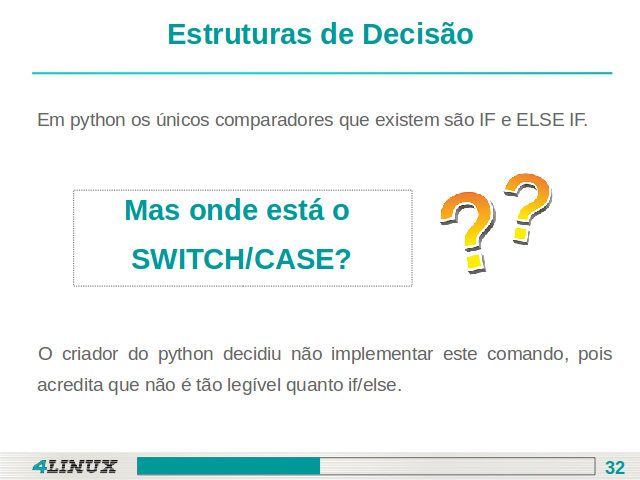 Estruturas de Decisão
Em python os únicos comparadores que existem são IF e ELSE IF.
Mas onde está o
SWITCH/CASE?
??
O criador do python decidiu não implementar este comando, pois
acredita que não é tão legível quanto if/else.
4LINUX
32